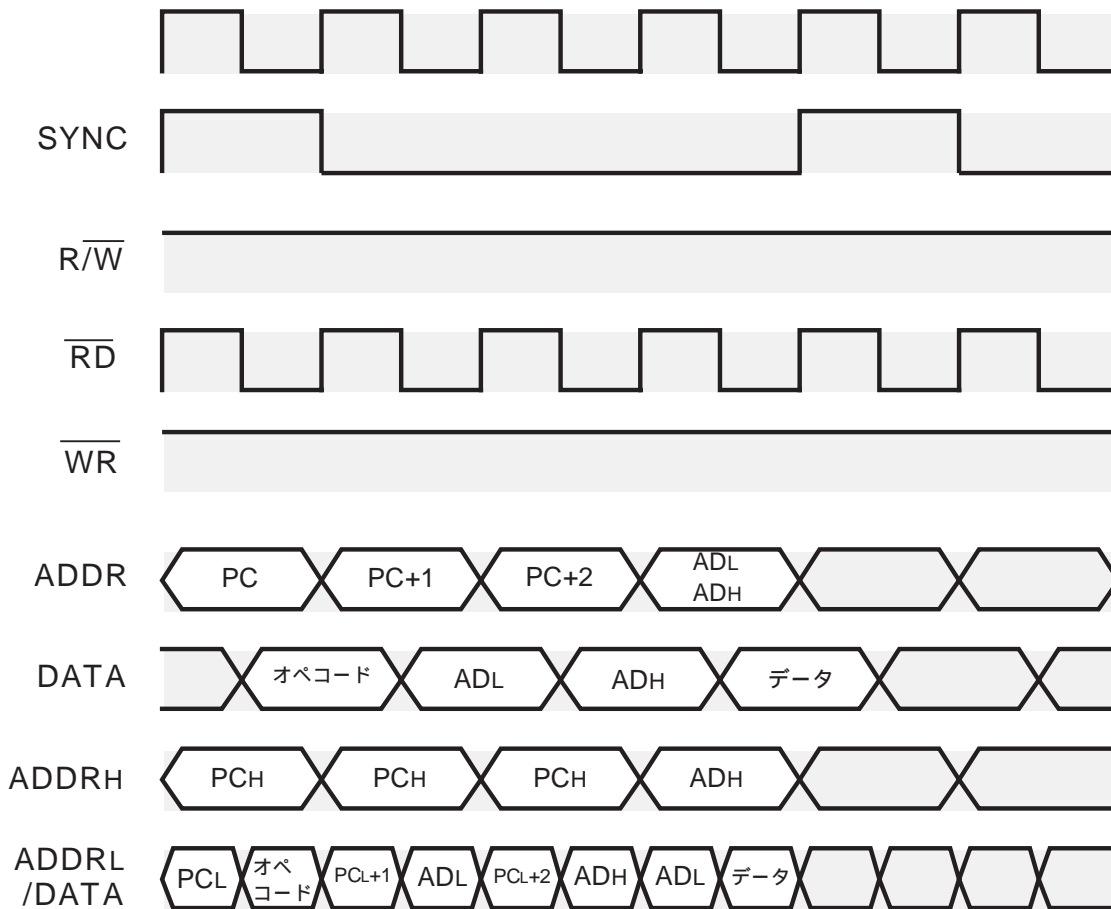 SYNC
R/W
RD
WR
ADDR
PC
PC+1
PC+2
ADL
ADH
DATA
オペコード
ADL
ADH
データ
ADDRH
PCH
PCH
PCH
ADH
ADDRL
/DATA
PCL
オペ
コード
PCL+1
ADL
PCL+2
ADH
ADL
データ